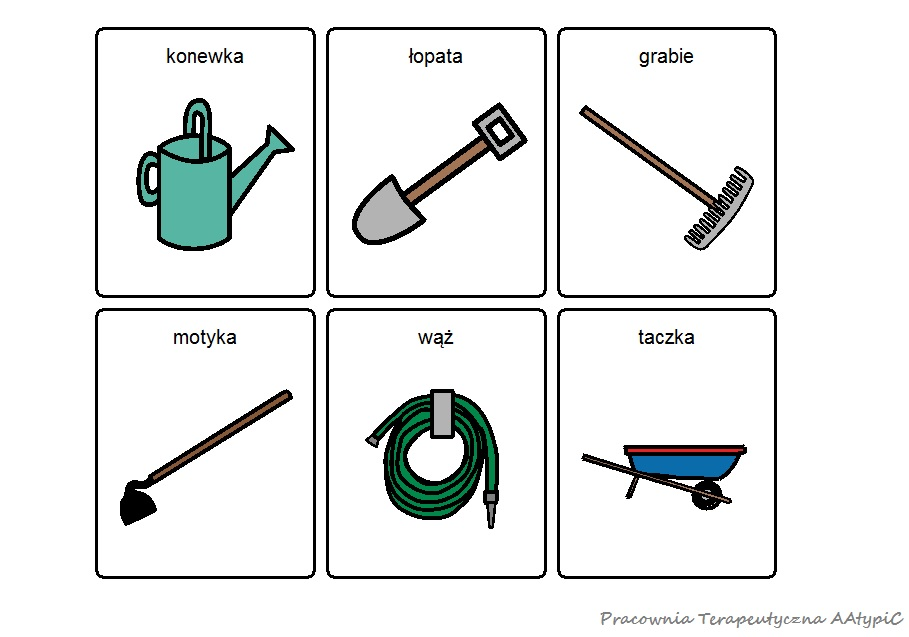 konewka
łopata
grabie
motyka
wąż
taczka
Pracownia Terapeutyczna AAtypiC